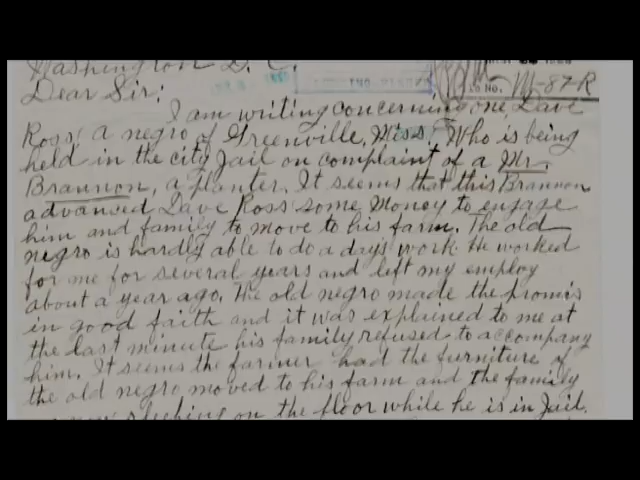 Washington D. C.
No. M-87-R
Dear Sir:
I am writing concerning one, Dave
Ross, a negro of Greenville, Miss., Who is being
held in the city Jail on complaint of a Mr.
Brannon, a planter. It seems that this Brannon
advanced Dave Ross some money to engage
him and family to move to his farm. The old
negro is hardly able to do a days work. He worked
for me for several years and left my employ
about a year ago. The old negro made the promis
in good faith and it was explained to me at
the last minute his family refused to accompany
him. It seems the farmer had the furniture of
the old negro moved to his farm and the family
sleeping on the floor while he is in Jail.